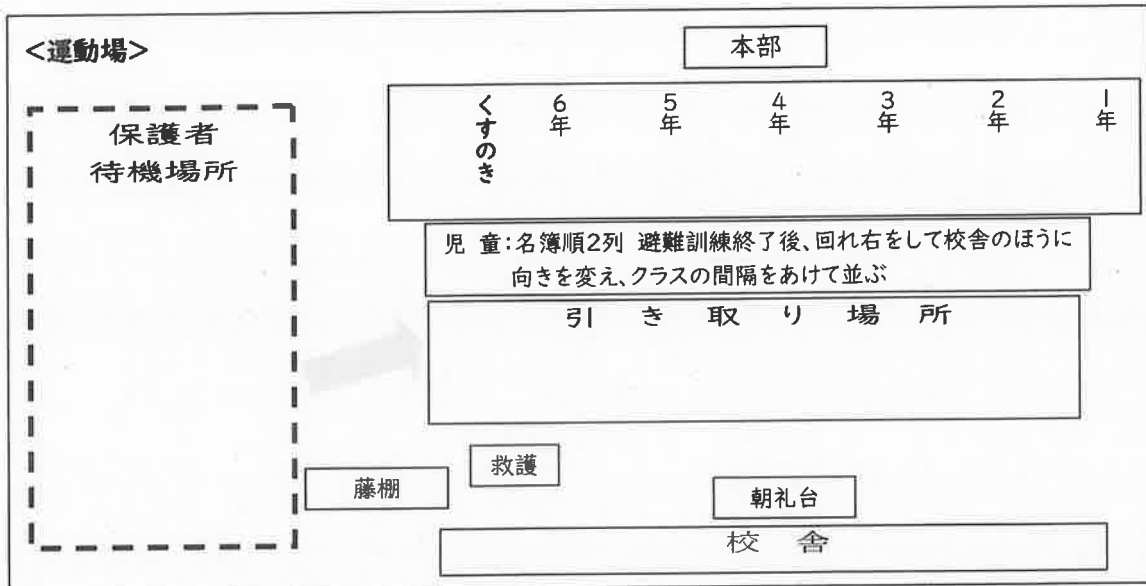 <運動場>
本部
保護者
待機場所
くすのき
6年
5年
4年
3年
2年
1年
児 童:名簿順2列 避難訓練終了後、回れ右をして校舎のほうに
向きを変え、クラスの間隔をあけて並ぶ
引 き 取 り 場 所
救護
藤棚
朝礼台
校 舎